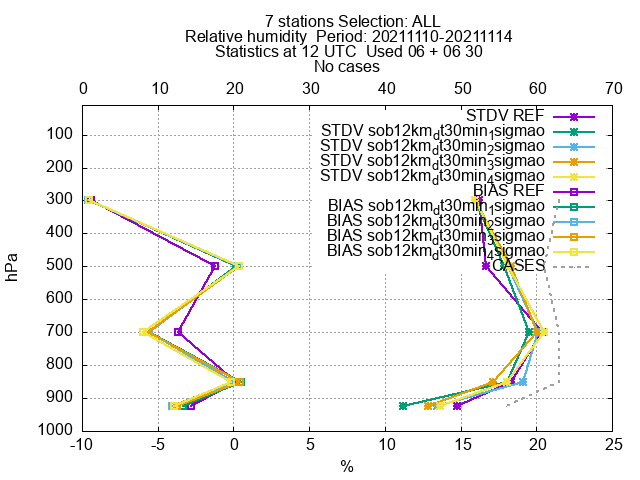 7 stations Selection: ALL
Relative humidity  Period: 20211110-20211114
Statistics at 12 UTC  Used 06 + 06 30
No cases
0 10 20 30 40 50 60 70
STDV REF
STDV sob12km_dt30min_1sigmao
STDV sob12km_dt30min_2sigmao
STDV sob12km_dt30min_3sigmao
STDV sob12km_dt30min_4sigmao
BIAS REF
BIAS sob12km_dt30min_1sigmao
BIAS sob12km_dt30min_2sigmao
BIAS sob12km_dt30min_3sigmao
BIAS sob12km_dt30min_4sigmao
CASES
100
200
300
400
500
600
700
800
900
1000
hPa
-10 -5 0 5 10 15 20 25
%